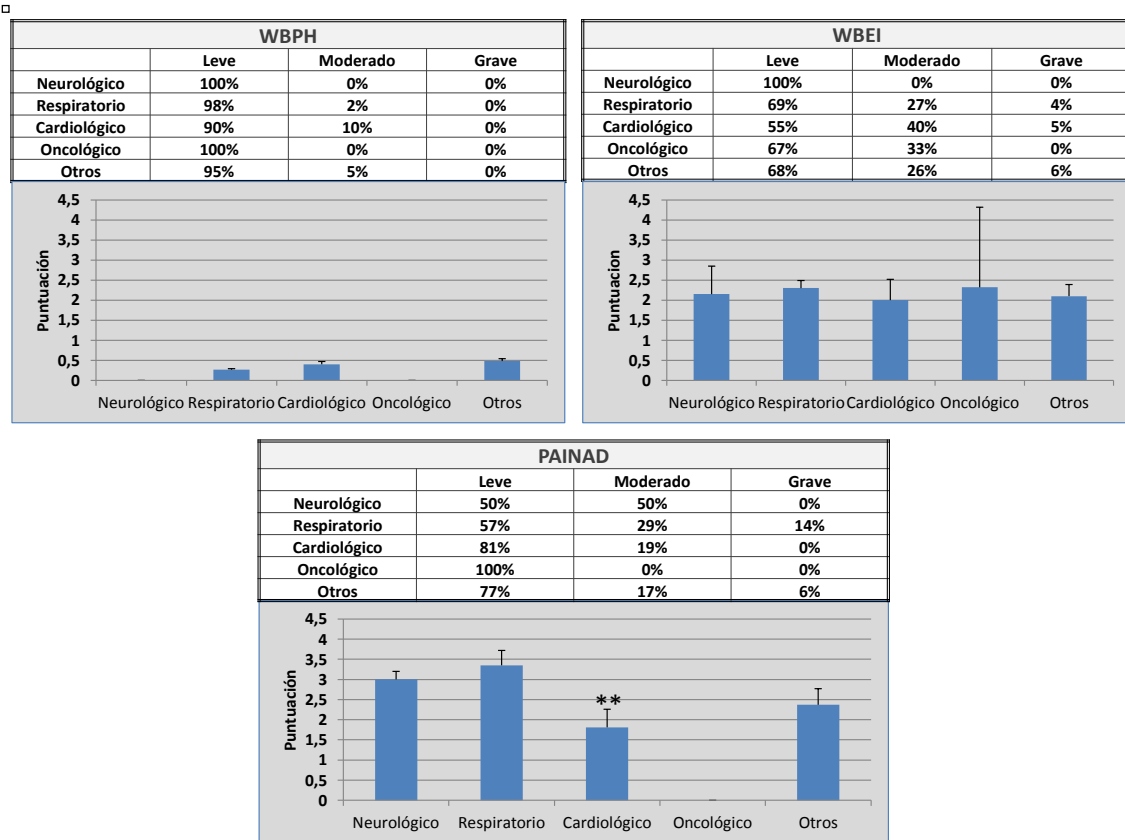 WBPH
Leve Moderado Grave
Neurológico 100% 0% 0%
Respiratorio 98% 2% 0%
Cardiológico 90% 10% 0%
Oncológico 100% 0% 0%
Otros 95% 5% 0%
4,5
4
3,5
3
2,5
2
1,5
1
0,5
0
Puntuación
Neurológico Respiratorio Cardiológico Oncológico Otros
WBEI
Leve Moderado Grave
Neurológico 100% 0% 0%
Respiratorio 69% 27% 4%
Cardiológico 55% 40% 5%
Oncológico 67% 33% 0%
Otros 68% 26% 6%
4,5
4
3,5
3
2,5
2
1,5
1
0,5
0
Puntuacion
Neurológico Respiratorio Cardiológico Oncológico Otros
PAINAD
Leve Moderado Grave
Neurológico 50% 50% 0%
Respiratorio 57% 29% 14%
Cardiológico 81% 19% 0%
Oncológico 100% 0% 0%
Otros 77% 17% 6%
4,5
4
3,5
3
2,5
2
1,5
1
0,5
0
Puntuación
**
Neurológico Respiratorio Cardiológico Oncológico Otros